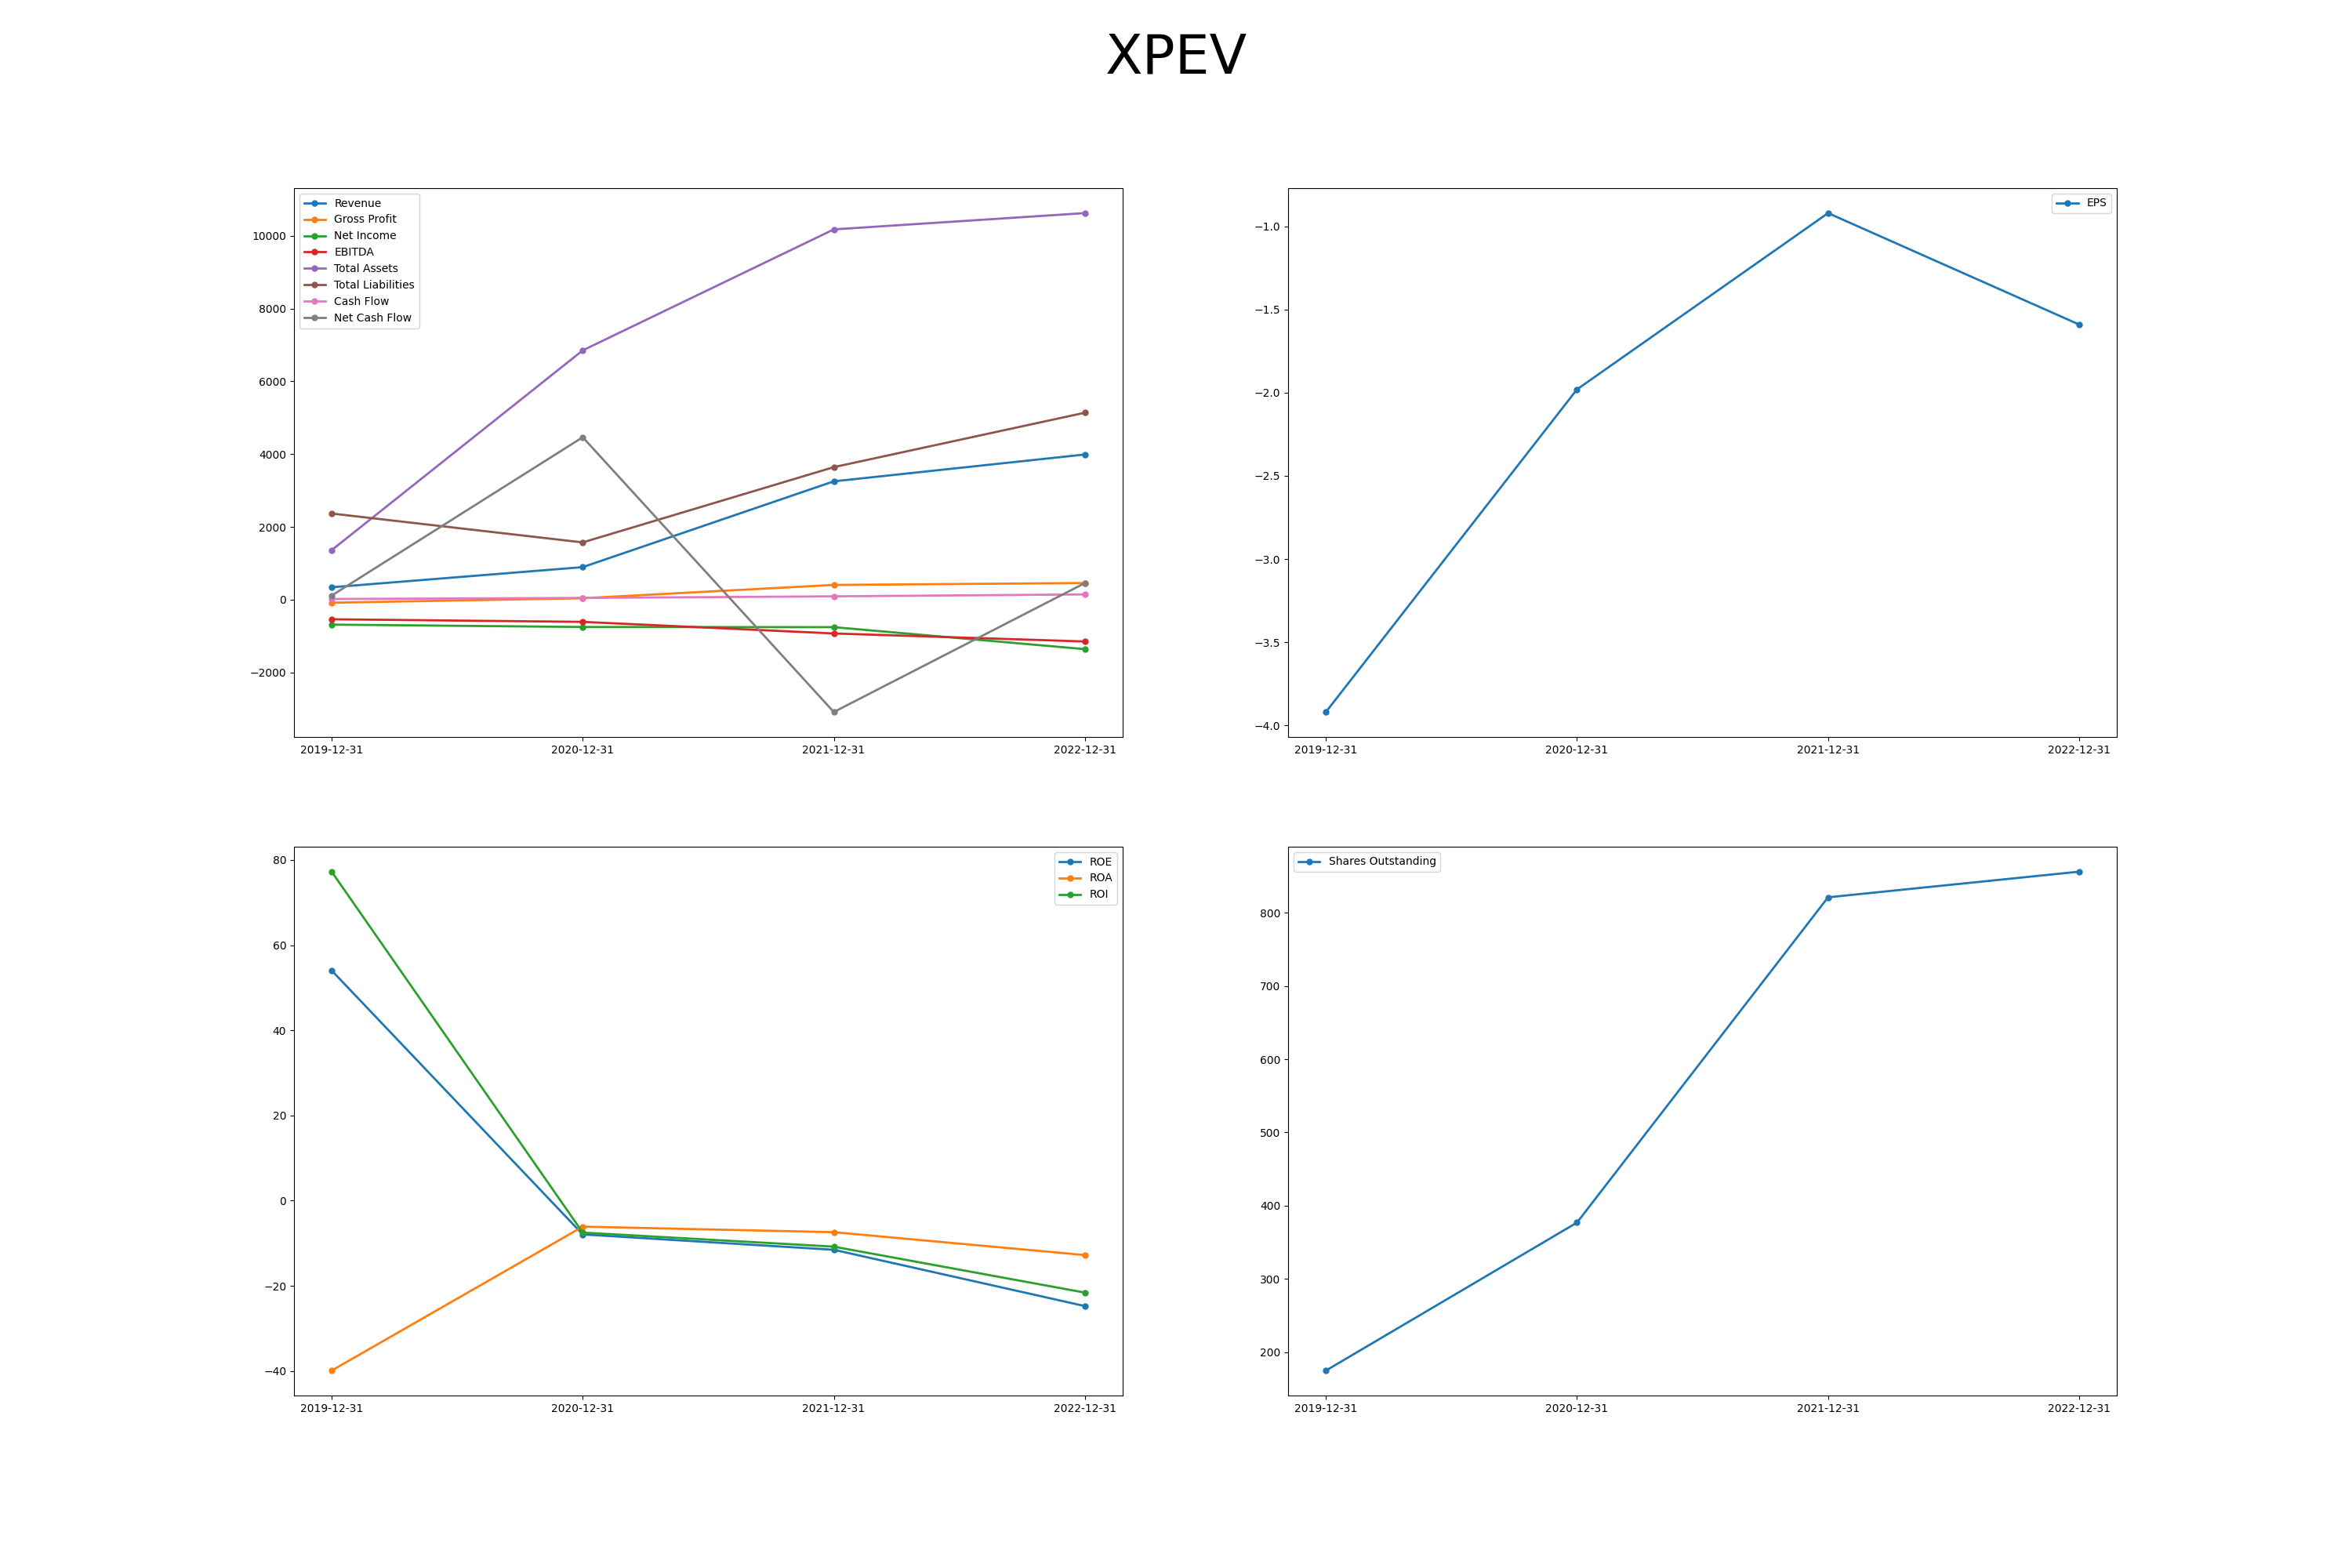 XPEV
Revenue
Gross Profit
Net Income
EBITDA
Total Assets
Total Liabilities
Cash Flow
Net Cash Flow
10000
8000
6000
4000
2000
0
−2000
2019-12-31 2020-12-31 2021-12-31 2022-12-31
EPS
−1.0
−1.5
−2.0
−2.5
−3.0
−3.5
−4.0
2019-12-31 2020-12-31 2021-12-31 2022-12-31
ROE
ROA
ROI
80
60
40
20
0
−20
−40
2019-12-31 2020-12-31 2021-12-31 2022-12-31
Shares Outstanding
800
700
600
500
400
300
200
2019-12-31 2020-12-31 2021-12-31 2022-12-31